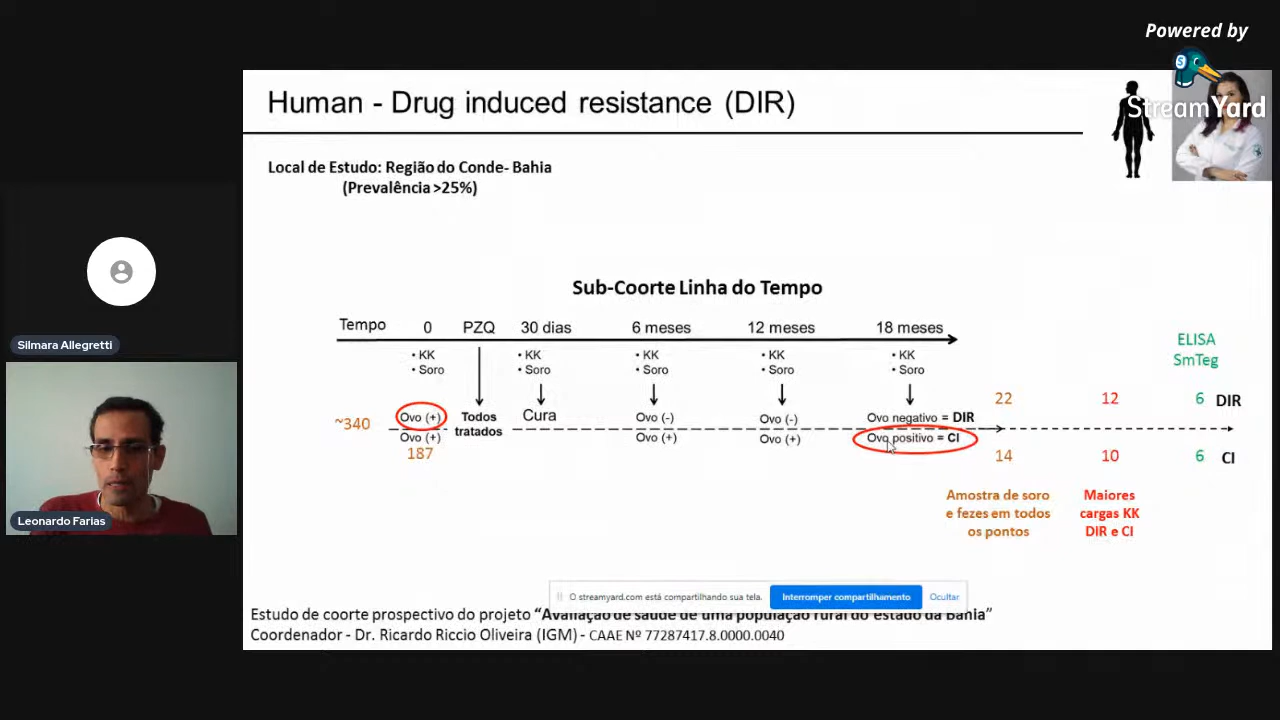 Powered by
StreamYard
Human - Drug induced resistance (DIR)
Local de Estudo: Região do Conde- Bahia
(Prevalência >25%)
Sub-Coorte Linha do Tempo
Tempo 0 PZQ 30 dias 6 meses 12 meses 18 meses
• KK • KK • KK • KK • KK
• Soro • Soro • Soro • Soro • Soro
ELISA
SmTeg
22 12 6 DIR
~340 Ovo (+) Todos tratados Cura Ovo (-) Ovo (-) Ovo negativo = DIR
Ovo (+) Ovo (+) Ovo (+) Ovo positivo = CI
187 14 10 6 CI
Amostra de soro
e fezes em todos
os pontos
Maiores
cargas KK
DIR e CI
Silmara Allegretti
Leonardo Farias
O streamyard.com está compartilhando sua tela. Interromper compartilhamento Ocultar
Estudo de coorte prospectivo do projeto “Avaliação de saúde de uma população rural do estado da Bahia”
Coordenador - Dr. Ricardo Riccio Oliveira (IGM) - CAAE Nº 77287417.8.0000.0040